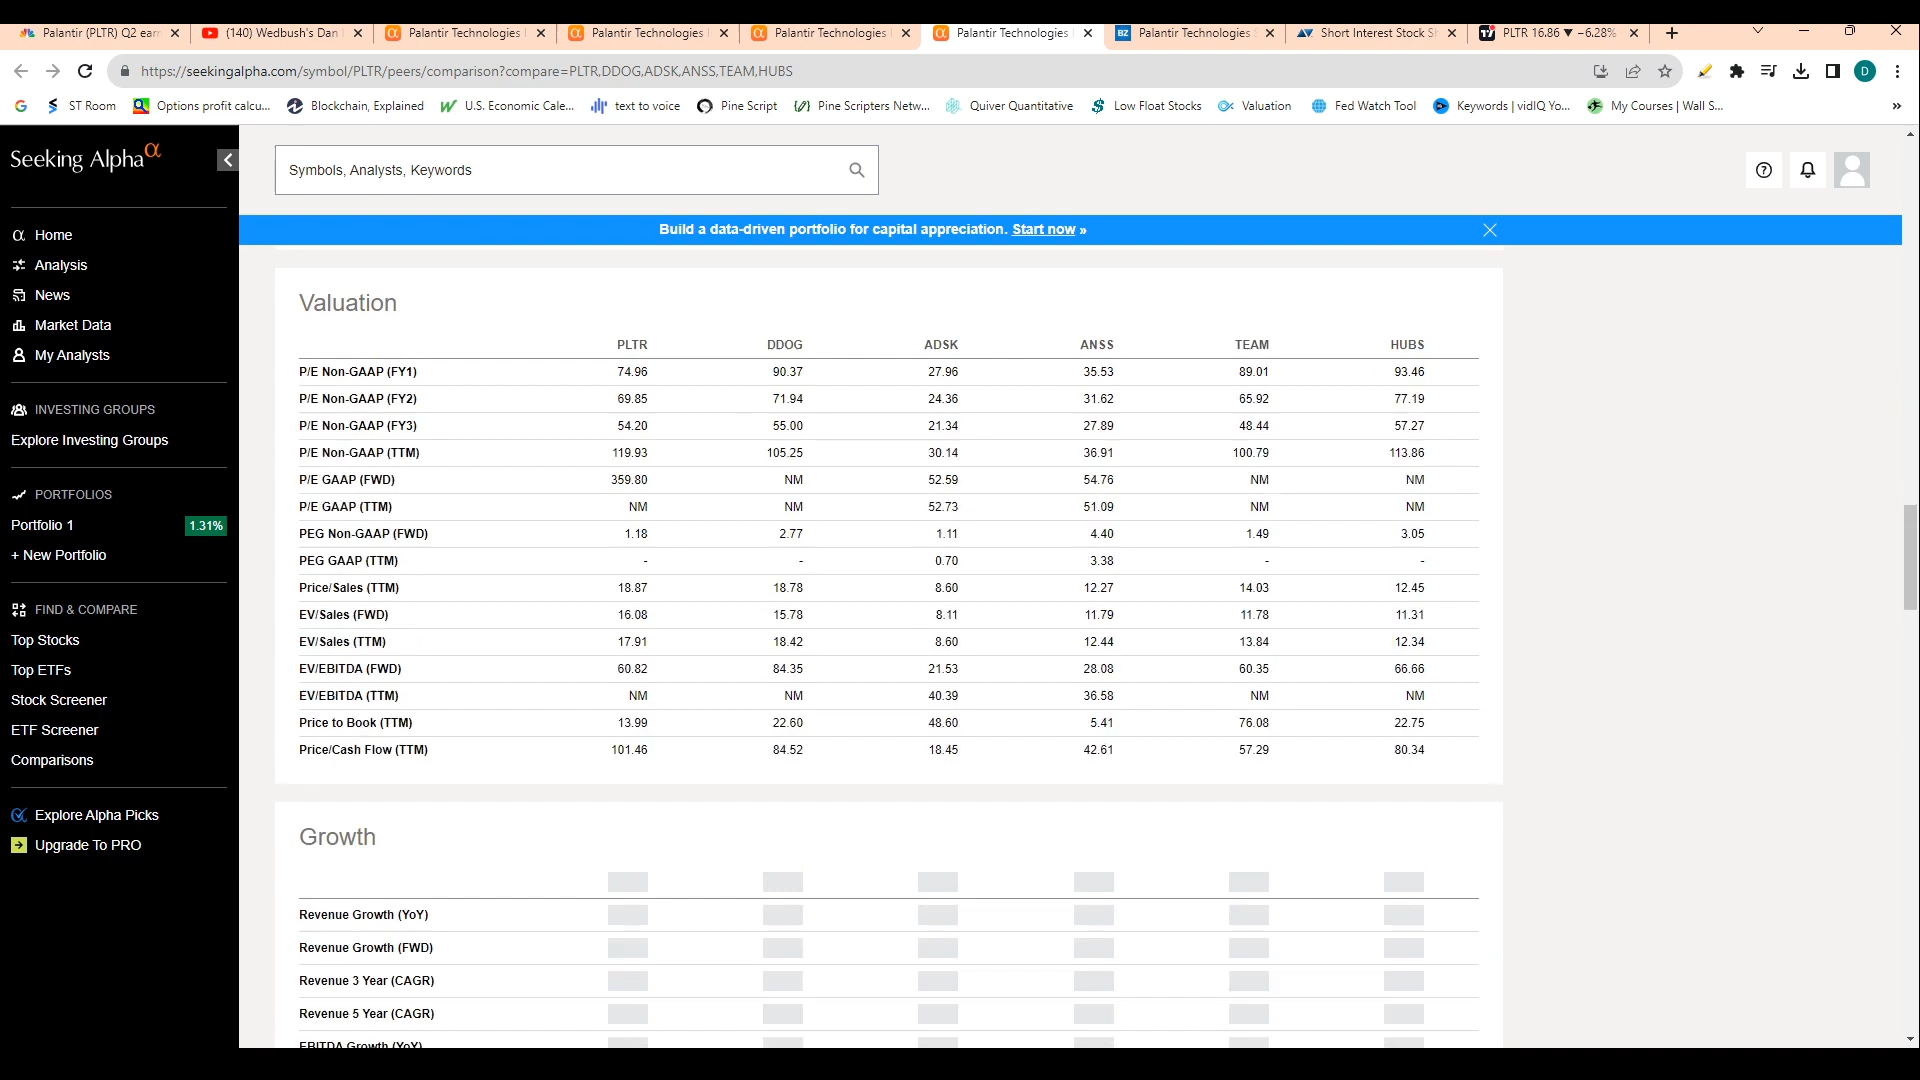 Palantir (PLTR) Q2 ear
(140) Wedbush's Dan
Palantir Technologies
Palantir Technologies
Palantir Technologies
Palantir Technologies
BZ Palantir Technologies S
Short Interest Stock Sh
PLTR 16.86 ▼ −6.28%
https://seekingalpha.com/symbol/PLTR/peers/comparison?compare=PLTR,DDOG,ADSK,ANSS,TEAM,HUBS
D
ST Room
Options profit calcu...
Blockchain, Explained
U.S. Economic Cale...
text to voice
Pine Script
Pine Scripters Netw...
Quiver Quantitative
Low Float Stocks
Valuation
Fed Watch Tool
Keywords | vidIQ Yo...
My Courses | Wall S...
»
Seeking Alpha α
Symbols, Analysts, Keywords
Build a data-driven portfolio for capital appreciation. Start now »
Home
Analysis
News
Market Data
My Analysts
INVESTING GROUPS
Explore Investing Groups
PORTFOLIOS
Portfolio 1 1.31%
+ New Portfolio
FIND & COMPARE
Top Stocks
Top ETFs
Stock Screener
ETF Screener
Comparisons
Explore Alpha Picks
Upgrade To PRO
Valuation
PLTR DDOG ADSK ANSS TEAM HUBS
P/E Non-GAAP (FY1) 74.96 90.37 27.96 35.53 89.01 93.46
P/E Non-GAAP (FY2) 69.85 71.94 24.36 31.62 65.92 77.19
P/E Non-GAAP (FY3) 54.20 55.00 21.34 27.89 48.44 57.27
P/E Non-GAAP (TTM) 119.93 105.25 30.14 36.91 100.79 113.86
P/E GAAP (FWD) 359.80 NM 52.59 54.76 NM NM
P/E GAAP (TTM) NM NM 52.73 51.09 NM NM
PEG Non-GAAP (FWD) 1.18 2.77 1.11 4.40 1.49 3.05
PEG GAAP (TTM) - - 0.70 3.38 - -
Price/Sales (TTM) 18.87 18.78 8.60 12.27 14.03 12.45
EV/Sales (FWD) 16.08 15.78 8.11 11.79 11.78 11.31
EV/Sales (TTM) 17.91 18.42 8.60 12.44 13.84 12.34
EV/EBITDA (FWD) 60.82 84.35 21.53 28.08 60.35 66.66
EV/EBITDA (TTM) NM NM 40.39 36.58 NM NM
Price to Book (TTM) 13.99 22.60 48.60 5.41 76.08 22.75
Price/Cash Flow (TTM) 101.46 84.52 18.45 42.61 57.29 80.34
Growth
Revenue Growth (YoY)
Revenue Growth (FWD)
Revenue 3 Year (CAGR)
Revenue 5 Year (CAGR)
EBITDA Growth (YoY)